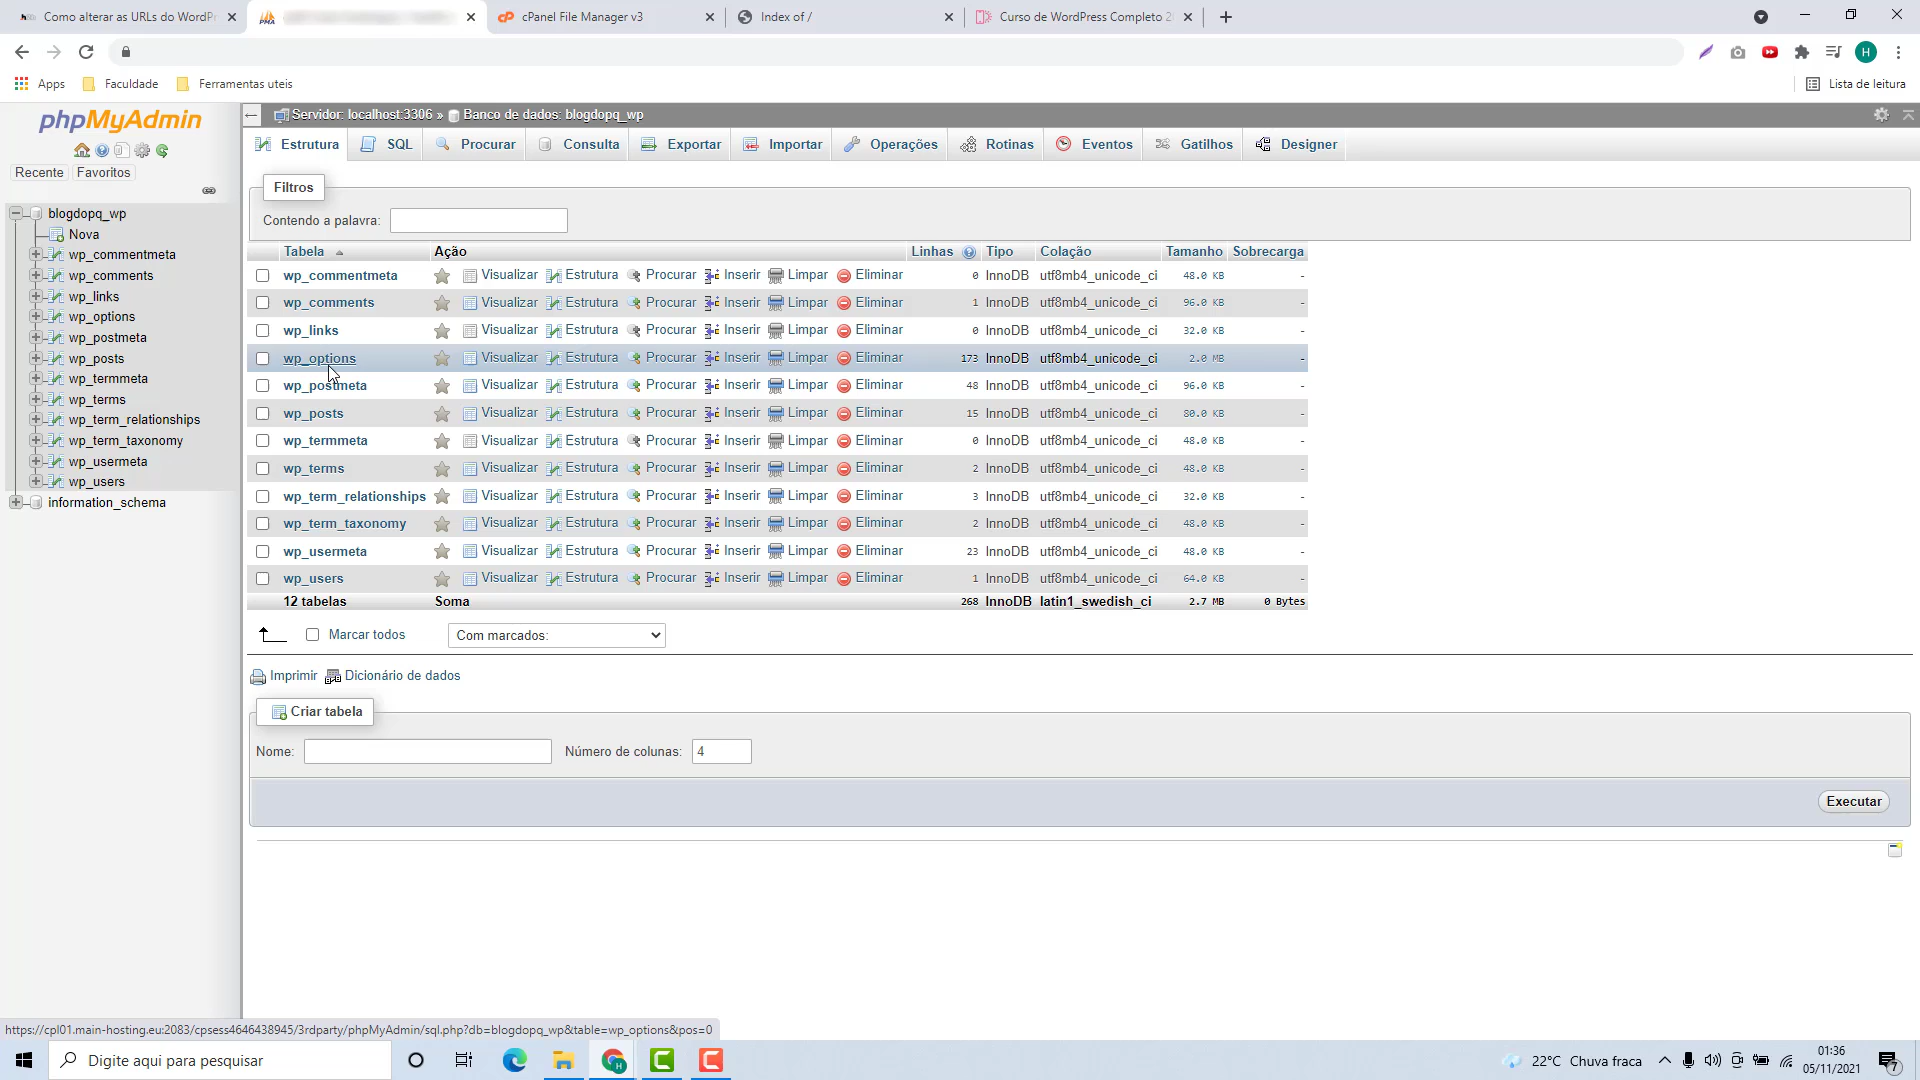 Como alterar as URLs do WordP
cPanel File Manager v3
Index of /
Curso de WordPress Completo 2
H
Apps
Faculdade
Ferramentas uteis
Lista de leitura
phpMyAdmin
Recente
Favoritos
blogdopq_wp
Nova
wp_commentmeta
wp_comments
wp_links
wp_options
wp_postmeta
wp_posts
wp_termmeta
wp_terms
wp_term_relationships
wp_term_taxonomy
wp_usermeta
wp_users
information_schema
Servidor: localhost:3306 » Banco de dados: blogdopq_wp
Estrutura SQL Procurar Consulta Exportar Importar Operações Rotinas Eventos Gatilhos Designer
Filtros
Contendo a palavra:
Tabela Ação Linhas Tipo Colação Tamanho Sobrecarga
wp_commentmeta Visualizar Estrutura Procurar Inserir Limpar Eliminar 0 InnoDB utf8mb4_unicode_ci 48.0 KB -
wp_comments Visualizar Estrutura Procurar Inserir Limpar Eliminar 1 InnoDB utf8mb4_unicode_ci 96.0 KB -
wp_links Visualizar Estrutura Procurar Inserir Limpar Eliminar 0 InnoDB utf8mb4_unicode_ci 32.0 KB -
wp_options Visualizar Estrutura Procurar Inserir Limpar Eliminar 173 InnoDB utf8mb4_unicode_ci 2.0 MB -
wp_postmeta Visualizar Estrutura Procurar Inserir Limpar Eliminar 48 InnoDB utf8mb4_unicode_ci 96.0 KB -
wp_posts Visualizar Estrutura Procurar Inserir Limpar Eliminar 15 InnoDB utf8mb4_unicode_ci 80.0 KB -
wp_termmeta Visualizar Estrutura Procurar Inserir Limpar Eliminar 0 InnoDB utf8mb4_unicode_ci 48.0 KB -
wp_terms Visualizar Estrutura Procurar Inserir Limpar Eliminar 2 InnoDB utf8mb4_unicode_ci 48.0 KB -
wp_term_relationships Visualizar Estrutura Procurar Inserir Limpar Eliminar 3 InnoDB utf8mb4_unicode_ci 32.0 KB -
wp_term_taxonomy Visualizar Estrutura Procurar Inserir Limpar Eliminar 2 InnoDB utf8mb4_unicode_ci 48.0 KB -
wp_usermeta Visualizar Estrutura Procurar Inserir Limpar Eliminar 23 InnoDB utf8mb4_unicode_ci 48.0 KB -
wp_users Visualizar Estrutura Procurar Inserir Limpar Eliminar 1 InnoDB utf8mb4_unicode_ci 64.0 KB -
12 tabelas Soma 268 InnoDB latin1_swedish_ci 2.7 MB 0 Bytes
Marcar todos Com marcados:
Imprimir Dicionário de dados
Criar tabela
Nome: Número de colunas: 4
Executar
https://cpl01.main-hosting.eu:2083/cpsess4646438945/3rdparty/phpMyAdmin/sql.php?db=blogdopq_wp&table=wp_options&pos=0
Digite aqui para pesquisar
22°C Chuva fraca
01:36
05/11/2021
7